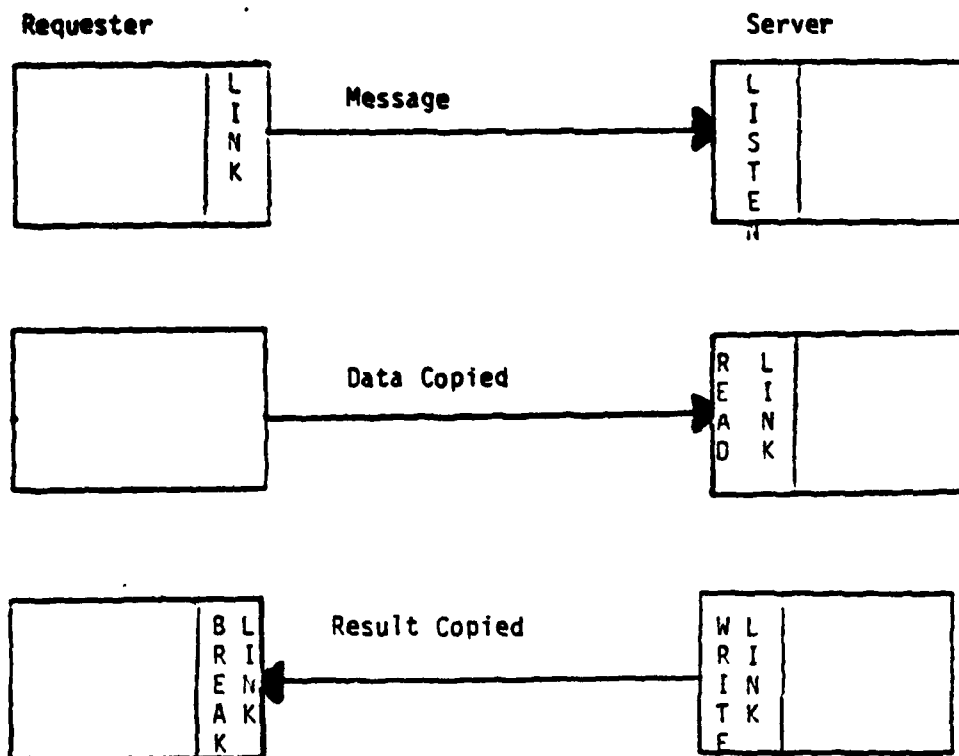 Requester
Server
LINK
Message
LISTEN
Data Copied
READ LINK
BREAK LINK
Result Copied
WRITE LINK